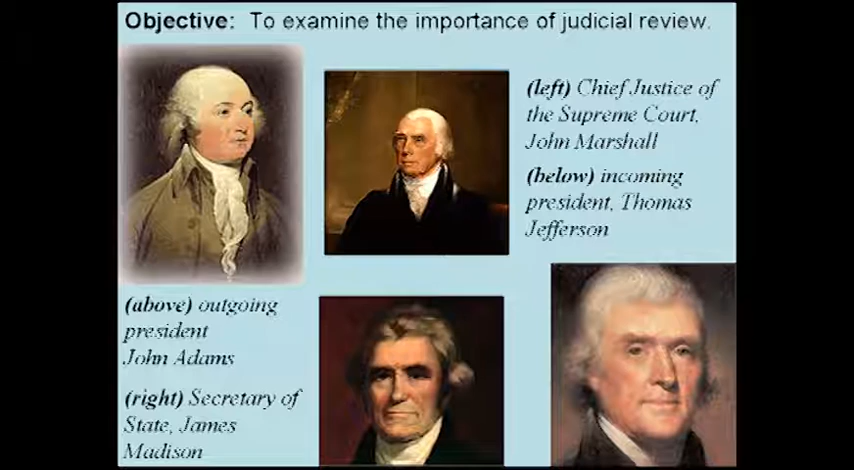 Objective: To examine the importance of judicial review.
(left) Chief Justice of
the Supreme Court,
John Marshall
(below) incoming
president, Thomas
Jefferson
(above) outgoing
president
John Adams
(right) Secretary of
State, James
Madison